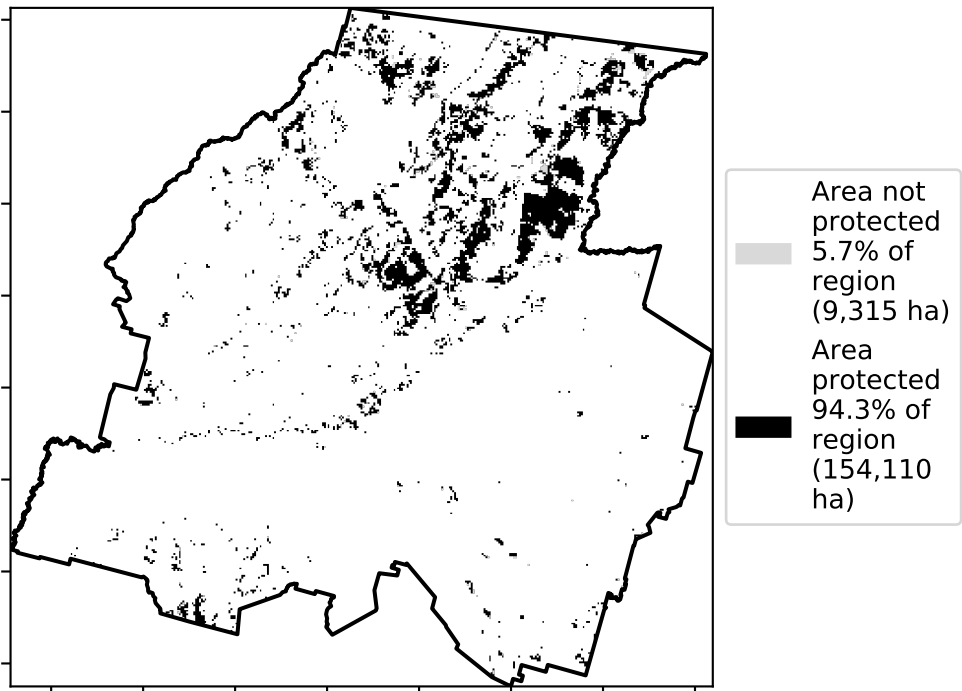 Area not
protected
5.7% of
region
(9,315 ha)
Area
protected
94.3% of
region
(154,110
ha)